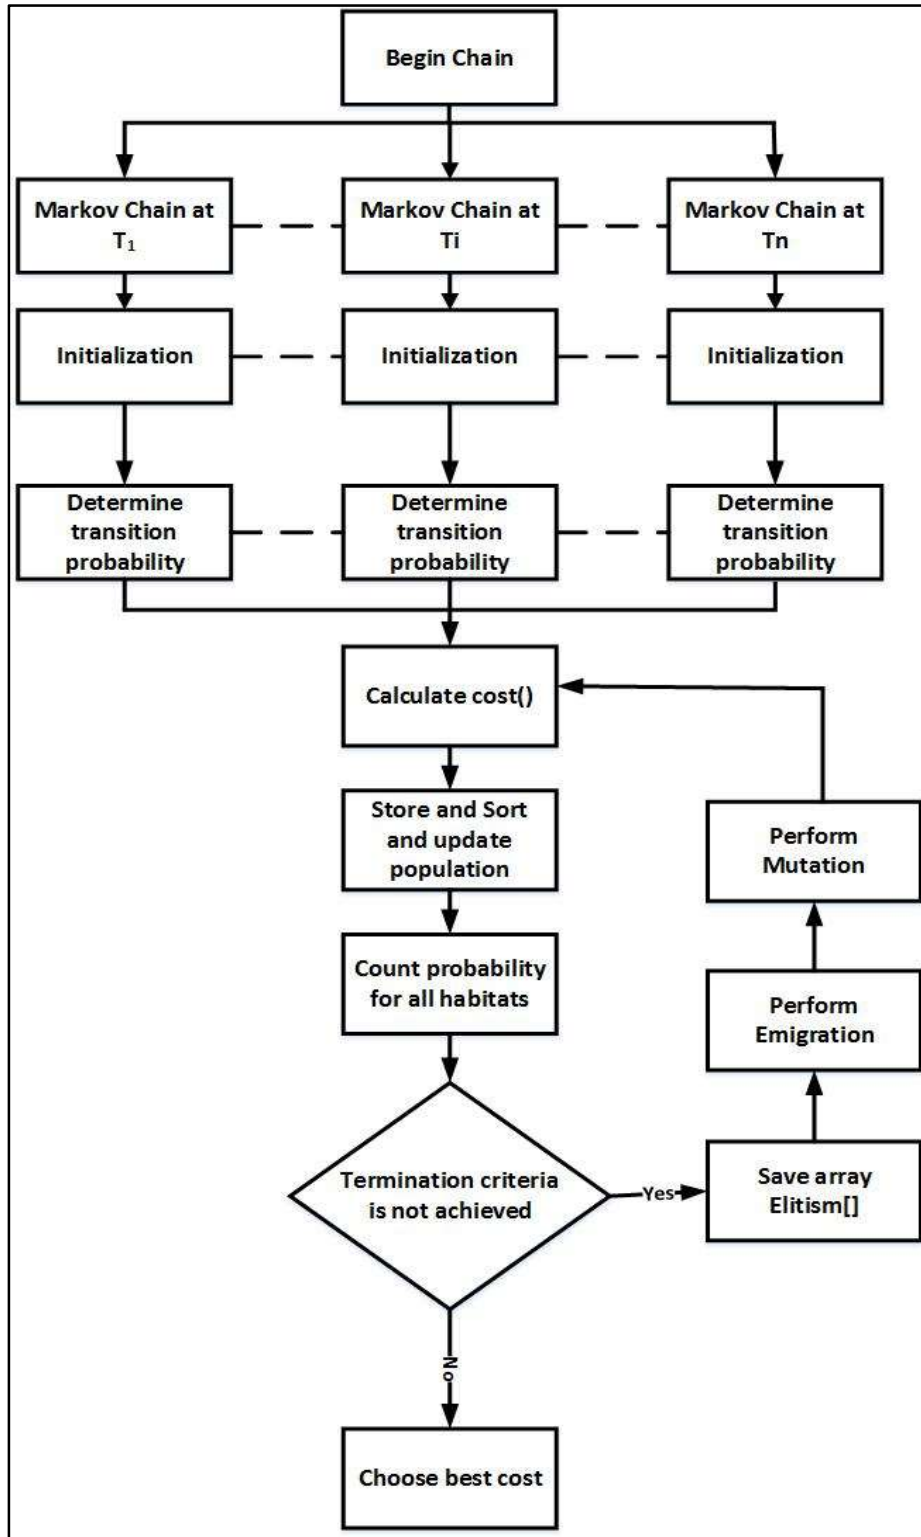 Begin Chain
Markov Chain at
T₁
Markov Chain at
Ti
Markov Chain at
Tn
Initialization
Initialization
Initialization
Determine
transition
probability
Determine
transition
probability
Determine
transition
probability
Calculate cost()
Store and Sort
and update
population
Perform
Mutation
Count probability
for all habitats
Perform
Emigration
Termination criteria
is not achieved
Yes
Save array
Elitism[]
No
Choose best cost